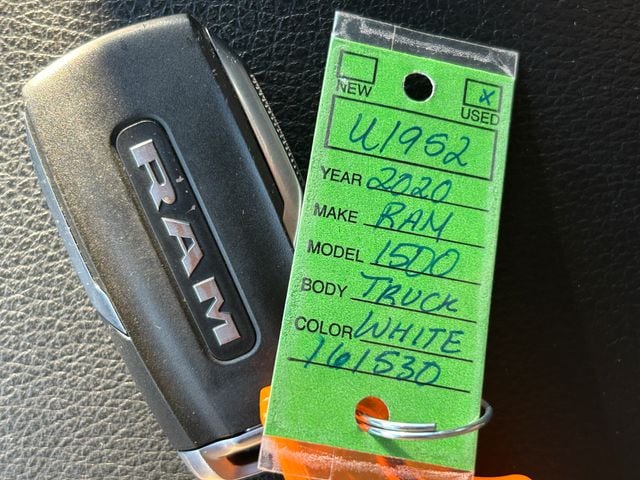 RAM
NEW
X
USED
U1952
YEAR 2020
MAKE RAM
MODEL 1500
BODY TRUCK
COLOR WHITE
161530